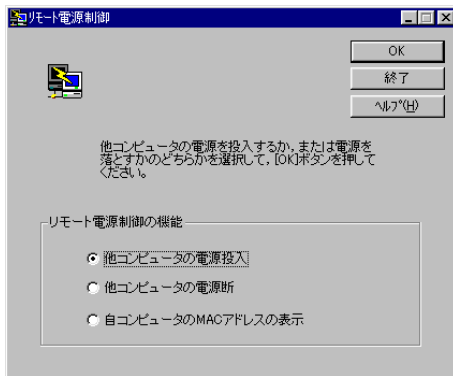 リモート電源制御
OK
終了
ヘルプ(H)
他コンピュータの電源を投入するか，または電源を
落とすかのどちらかを選択して，[OK]ボタンを押して
ください。
リモート電源制御の機能
他コンピュータの電源投入
他コンピュータの電源断
自コンピュータのMACアドレスの表示